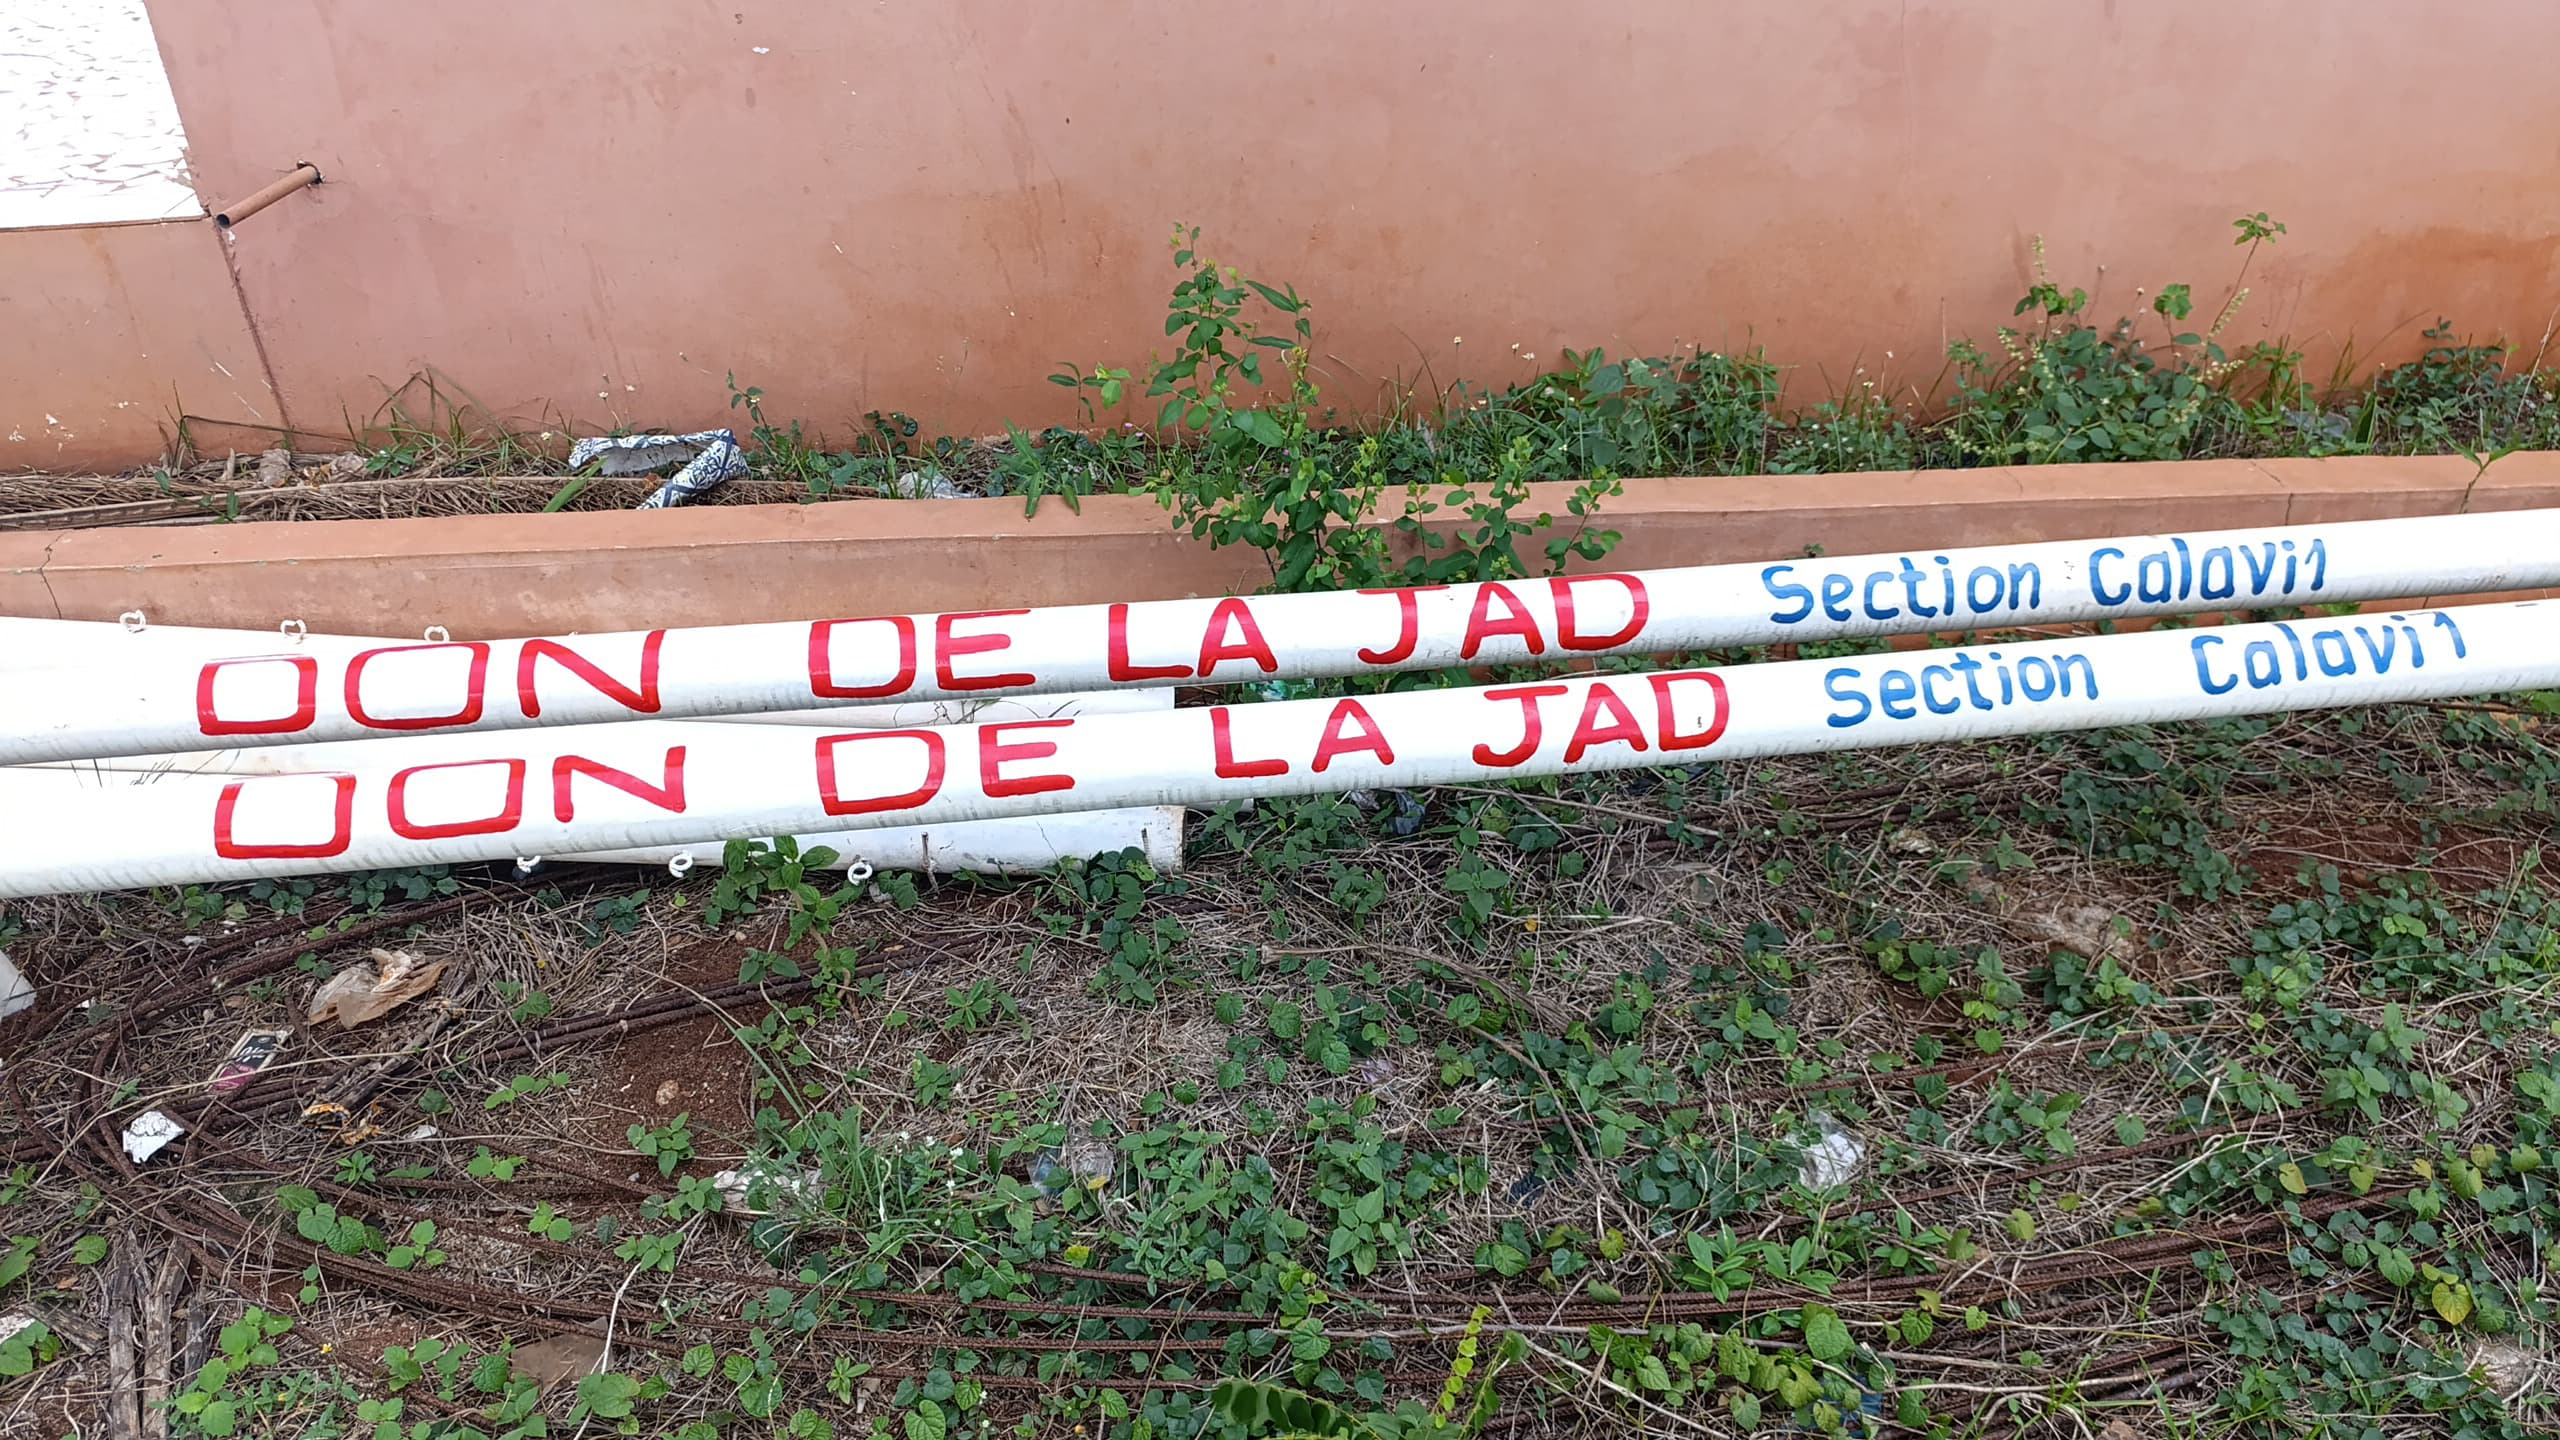 DON DE LA JAD Section Calavi1
DON DE LA JAD Section Calavi1